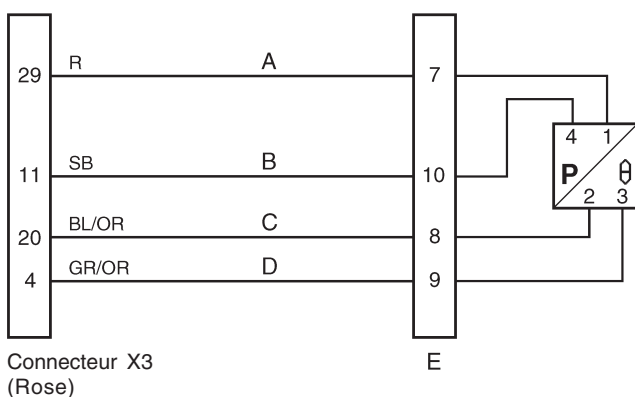 29 R A 7
4 1
11 SB B 10
P θ
2 3
20 BL/OR C 8
4 GR/OR D 9
Connecteur X3 E
(Rose)